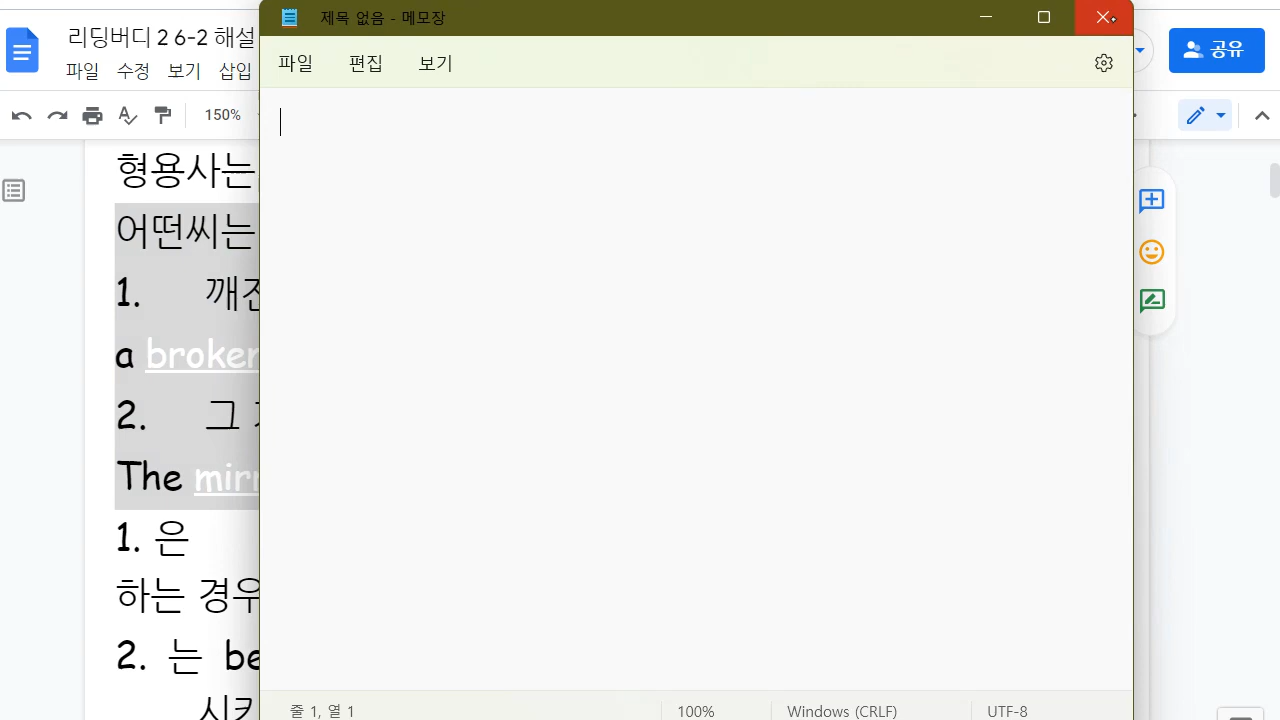 제목 없음 - 메모장
리딩버디 2 6-2 해설
파일 수정 보기 삽입
공유
파일 편집 보기
150%
형용사는
어떤씨는
1.
a broken
2. 그
The
1. 은
하는 경우
2. 는 be
시키
줄 1, 열 1
100%
Windows (CRLF)
UTF-8